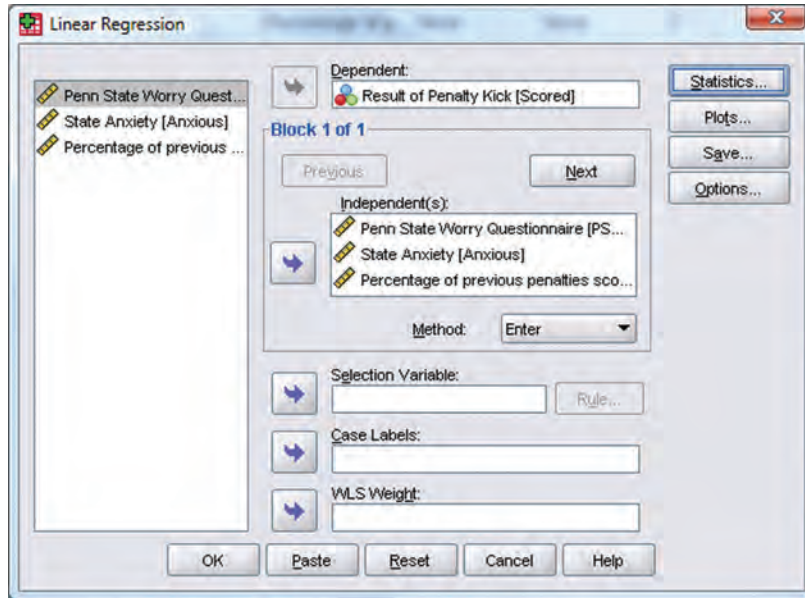 Linear Regression
Penn State Worry Quest...
State Anxiety [Anxious]
Percentage of previous ...
Dependent:
Result of Penalty Kick [Scored]
Block 1 of 1
Previous
Next
Independent(s):
Penn State Worry Questionnaire [PS...
State Anxiety [Anxious]
Percentage of previous penalties sco...
Method:
Enter
Selection Variable:
Rule...
Case Labels:
WLS Weight:
Statistics...
Plots...
Save...
Options...
OK
Paste
Reset
Cancel
Help